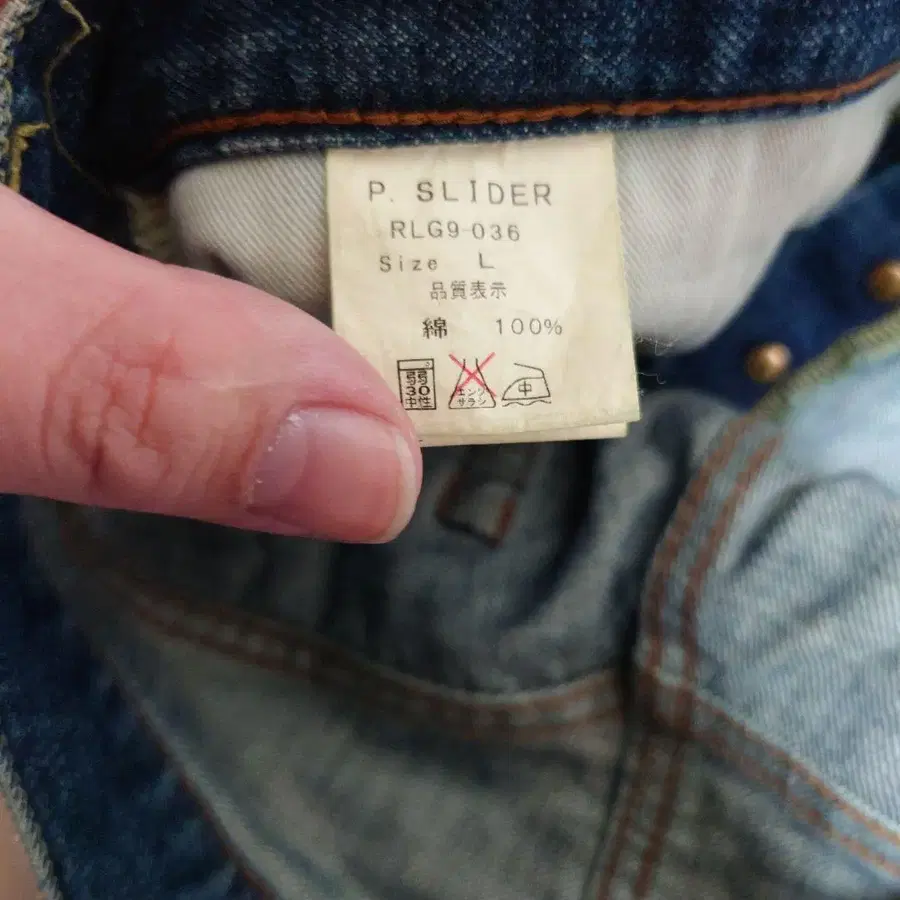 P. SLIDER
RLG9-036
Size L
品質表示
綿 100%
弱
30
中性
エンソ
サラシ
中